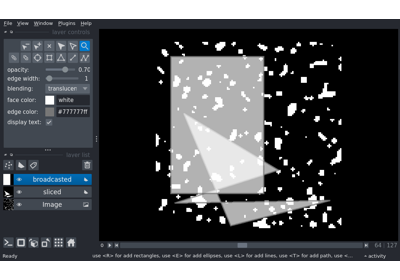 File View Window Plugins Help
layer controls
opacity: 0.70
edge width: 1
blending: translucen
face color: white
edge color: #777777ff
display text:
layer list
broadcasted
sliced
Image
0 64 127
Ready use <R> for add rectangles, use <E> for add ellipses, use <L> for add lines, use <T> for add path, use <... activity